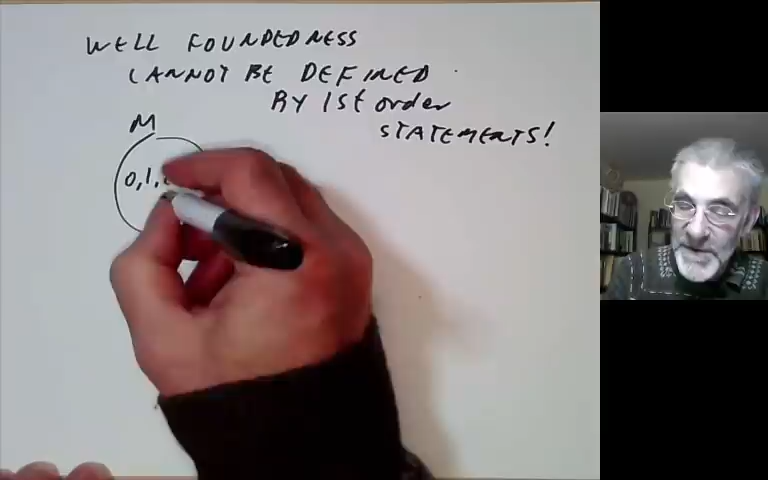 WELL FOUNDEDNESS
CANNOT BE DEFINED
BY 1st order
STATEMENTS!
M
0,1,